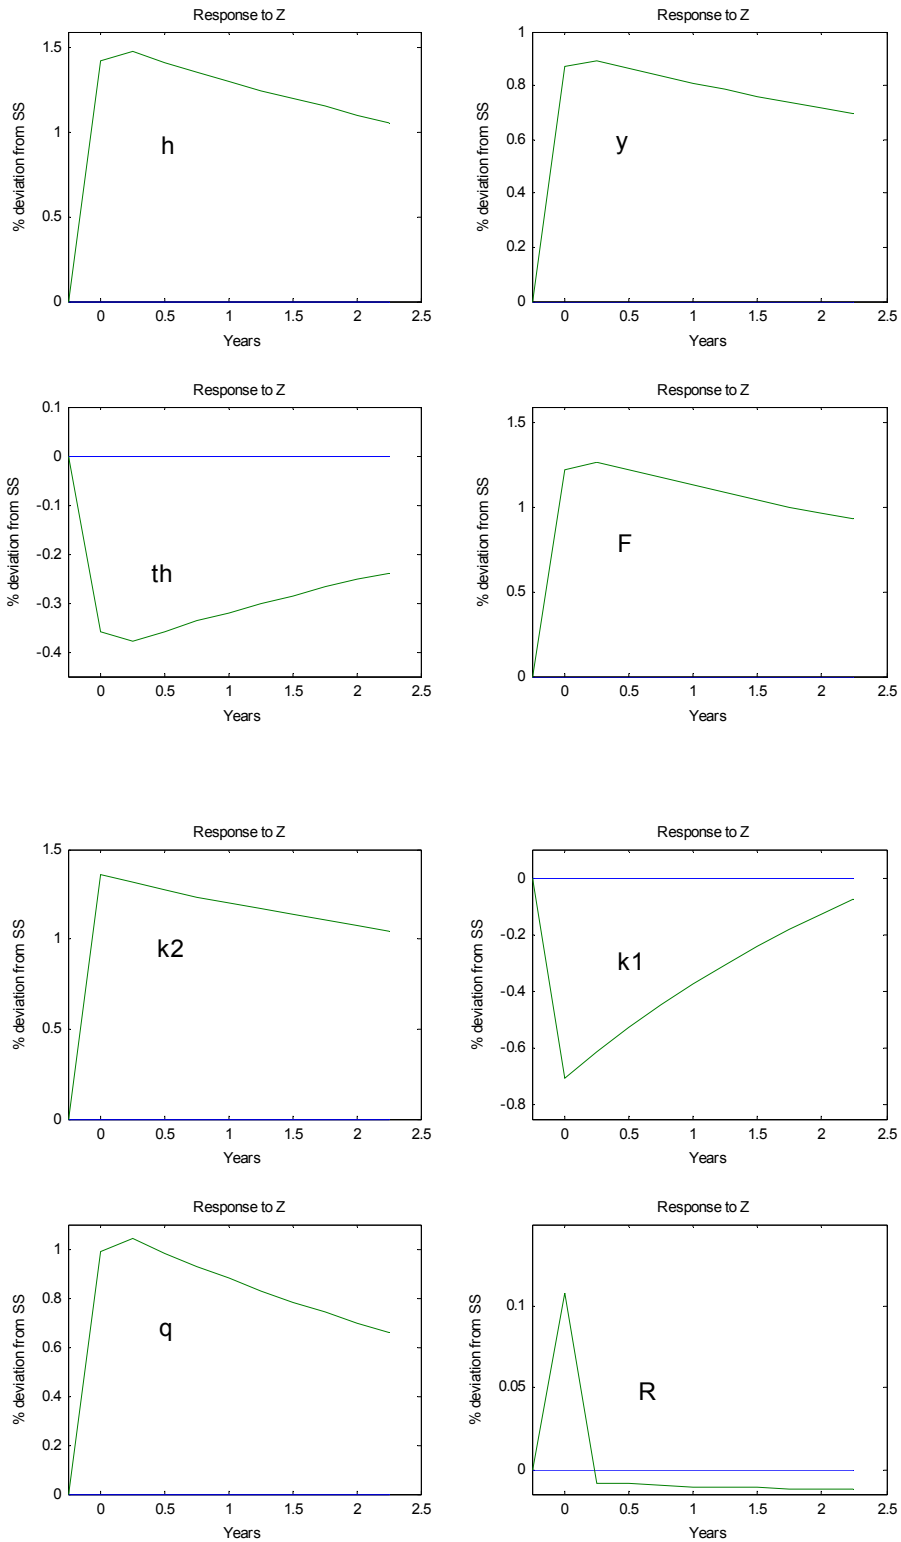 Response to Z
1.5
1
0.5
0
% deviation from SS
h
0 0.5 1 1.5 2 2.5
Years
Response to Z
1
0.8
0.6
0.4
0.2
0
% deviation from SS
y
0 0.5 1 1.5 2 2.5
Years
Response to Z
0.1
0
-0.1
-0.2
-0.3
-0.4
% deviation from SS
th
0 0.5 1 1.5 2 2.5
Years
Response to Z
1.5
1
0.5
0
% deviation from SS
F
0 0.5 1 1.5 2 2.5
Years
Response to Z
1.5
1
0.5
0
% deviation from SS
k2
0 0.5 1 1.5 2 2.5
Years
Response to Z
0
-0.2
-0.4
-0.6
-0.8
% deviation from SS
k1
0 0.5 1 1.5 2 2.5
Years
Response to Z
1
0.8
0.6
0.4
0.2
0
% deviation from SS
q
0 0.5 1 1.5 2 2.5
Years
Response to Z
0.1
0.05
0
% deviation from SS
R
0 0.5 1 1.5 2 2.5
Years